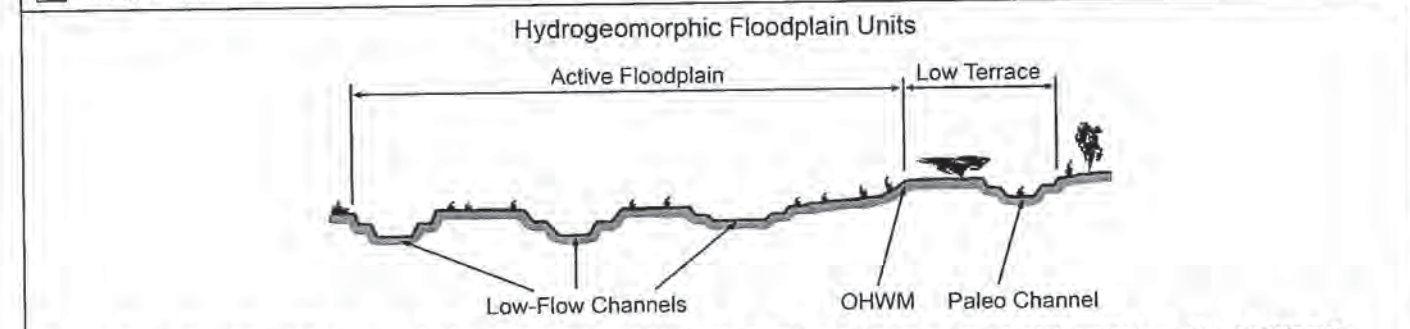 Hydrogeomorphic Floodplain Units
Active Floodplain
Low Terrace
Low-Flow Channels
OHWM
Paleo Channel